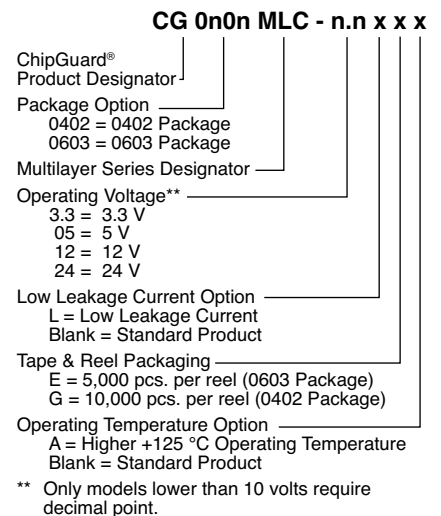 CG 0n0n MLC - n.n x x x
ChipGuard®
Product Designator
Package Option
0402 = 0402 Package
0603 = 0603 Package
Multilayer Series Designator
Operating Voltage**
3.3 = 3.3 V
05 = 5 V
12 = 12 V
24 = 24 V
Low Leakage Current Option
L = Low Leakage Current
Blank = Standard Product
Tape & Reel Packaging
E = 5,000 pcs. per reel (0603 Package)
G = 10,000 pcs. per reel (0402 Package)
Operating Temperature Option
A = Higher +125 °C Operating Temperature
Blank = Standard Product
** Only models lower than 10 volts require
decimal point.